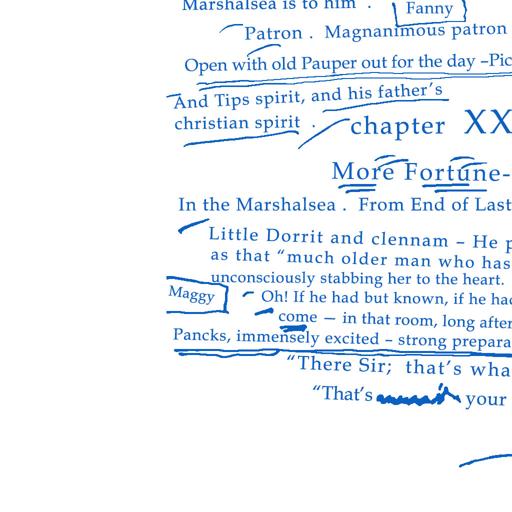 Marshalsea is to him .
Fanny
Patron . Magnanimous patron
Open with old Pauper out for the day –Pic
And Tips spirit, and his father's
christian spirit .
chapter XX
More Fortune-
In the Marshalsea . From End of Last
Little Dorrit and clennam – He p
as that “much older man who has
unconsciously stabbing her to the heart.
Maggy
Oh! If he had but known, if he had
come — in that room, long after
Pancks, immensely excited – strong prepara
“There Sir; that's wha
“That's your